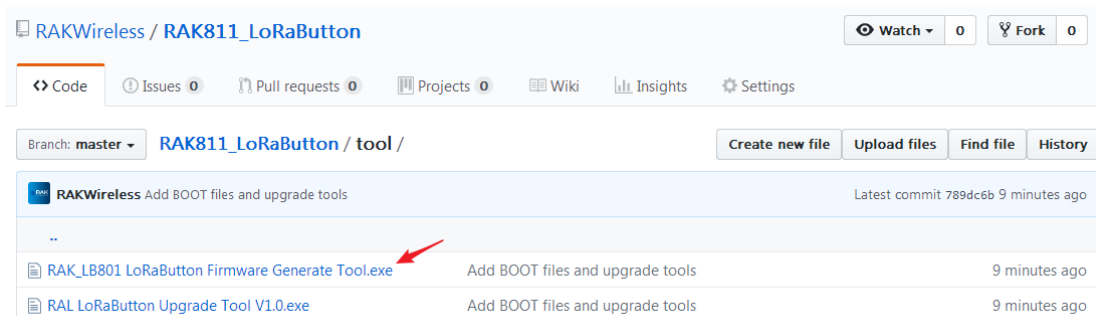 RAKWireless / RAK811_LoRaButton
Watch 0 Fork 0
Code Issues 0 Pull requests 0 Projects 0 Wiki Insights Settings
Branch: master RAK811_LoRaButton / tool / Create new file Upload files Find file History
RAK RAKWireless Add BOOT files and upgrade tools Latest commit 789dc6b 9 minutes ago
..
RAK_LB801 LoRaButton Firmware Generate Tool.exe Add BOOT files and upgrade tools 9 minutes ago
RAL LoRaButton Upgrade Tool V1.0.exe Add BOOT files and upgrade tools 9 minutes ago